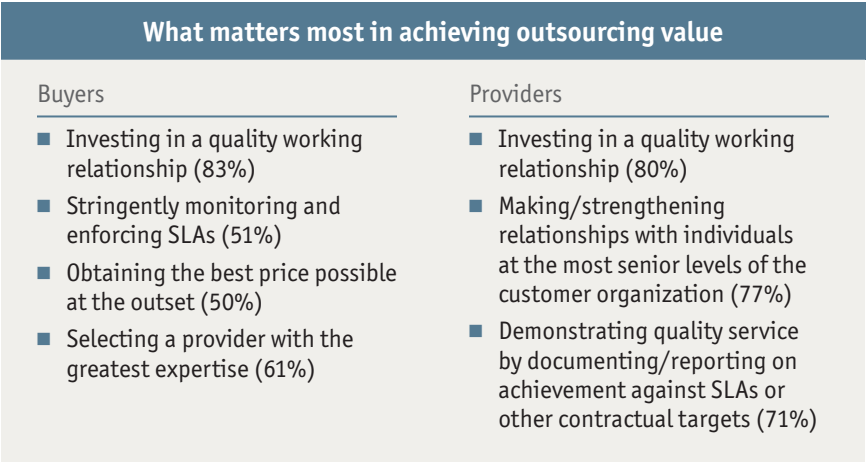 What matters most in achieving outsourcing value
Buyers
■ Investing in a quality working
relationship (83%)
■ Stringently monitoring and
enforcing SLAs (51%)
■ Obtaining the best price possible
at the outset (50%)
■ Selecting a provider with the
greatest expertise (61%)
Providers
■ Investing in a quality working
relationship (80%)
■ Making/strengthening
relationships with individuals
at the most senior levels of the
customer organization (77%)
■ Demonstrating quality service
by documenting/reporting on
achievement against SLAs or
other contractual targets (71%)